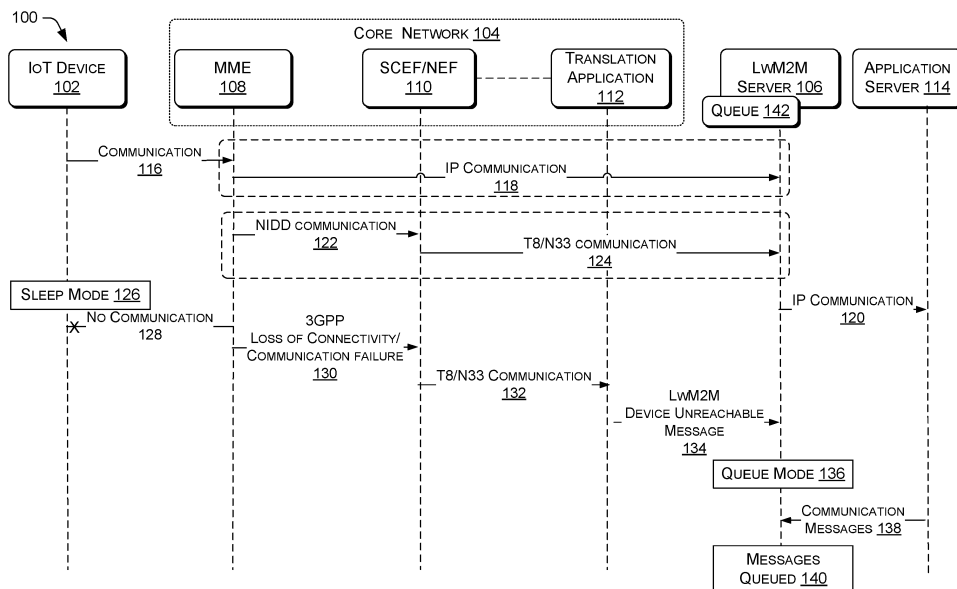 100
CORE NETWORK 104
IOT DEVICE
102
MME
108
SCEF/NEF
110
TRANSLATION
APPLICATION
112
LWM2M
SERVER 106
QUEUE 142
APPLICATION
SERVER 114
COMMUNICATION
116
IP COMMUNICATION
118
NIDD COMMUNICATION
122
T8/N33 COMMUNICATION
124
SLEEP MODE 126
IP COMMUNICATION
120
X
NO COMMUNICATION
128
3GPP
LOSS OF CONNECTIVITY/
COMMUNICATION FAILURE
130
T8/N33 COMMUNICATION
132
LWM2M
DEVICE UNREACHABLE
MESSAGE
134
QUEUE MODE 136
COMMUNICATION
MESSAGES 138
MESSAGES
QUEUED 140